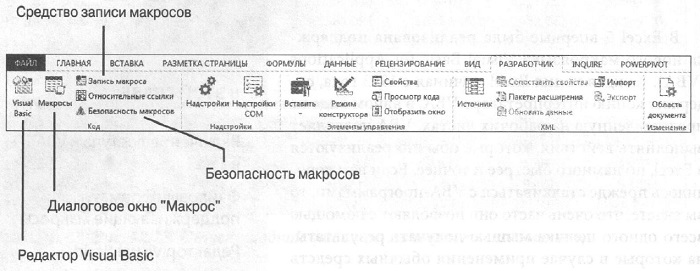 Средство записи макросов
ФАЙЛ ГЛАВНАЯ ВСТАВКА РАЗМЕТКА СТРАНИЦЫ ФОРМУЛЫ ДАННЫЕ РЕЦЕНЗИРОВАНИЕ ВИД РАЗРАБОТЧИК INQUIRE POWERPIVOT
Visual Basic
Макросы
Запись макроса
Относительные ссылки
Безопасность макросов
Код
Надстройки
Надстройки COM
Надстройки
Вставить
Режим конструктора
Свойства
Просмотр кода
Отобразить окно
Элементы управления
Источник
Сопоставить свойства
Пакеты расширения
Обновить данные
Импорт
Экспорт
XML
Область документа
Изменение
Безопасность макросов
Диалоговое окно "Макрос"
Редактор Visual Basic